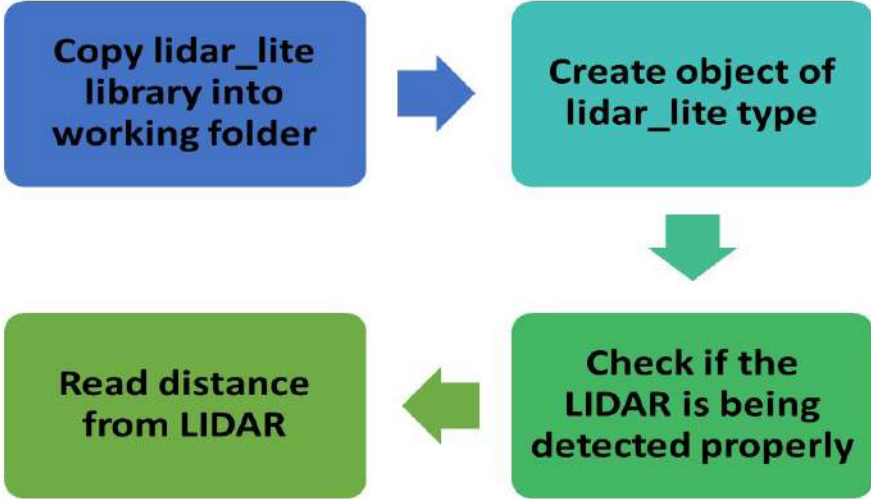 Copy lidar_lite
library into
working folder
Create object of
lidar_lite type
Check if the
LIDAR is being
detected properly
Read distance
from LIDAR